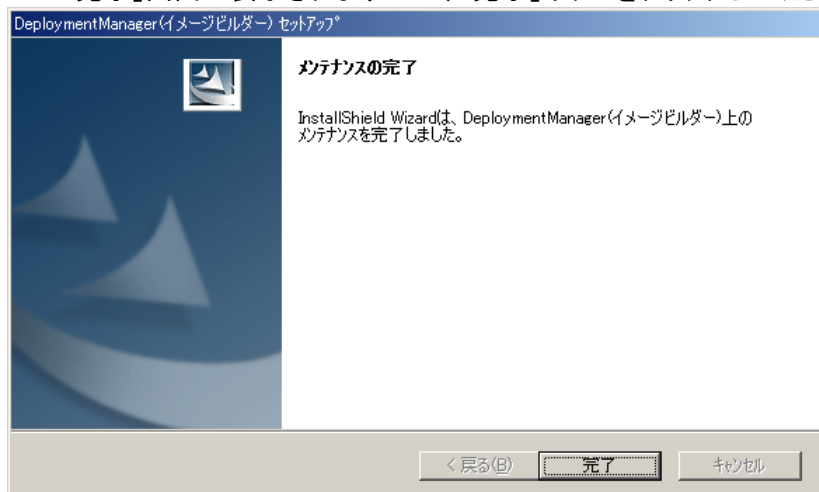 DeploymentManager(イメージビルダー) セットアップ
メンテナンスの完了
InstallShield Wizardは、DeploymentManager(イメージビルダー)上の
メンテナンスを完了しました。
< 戻る(B)
完了
キャンセル